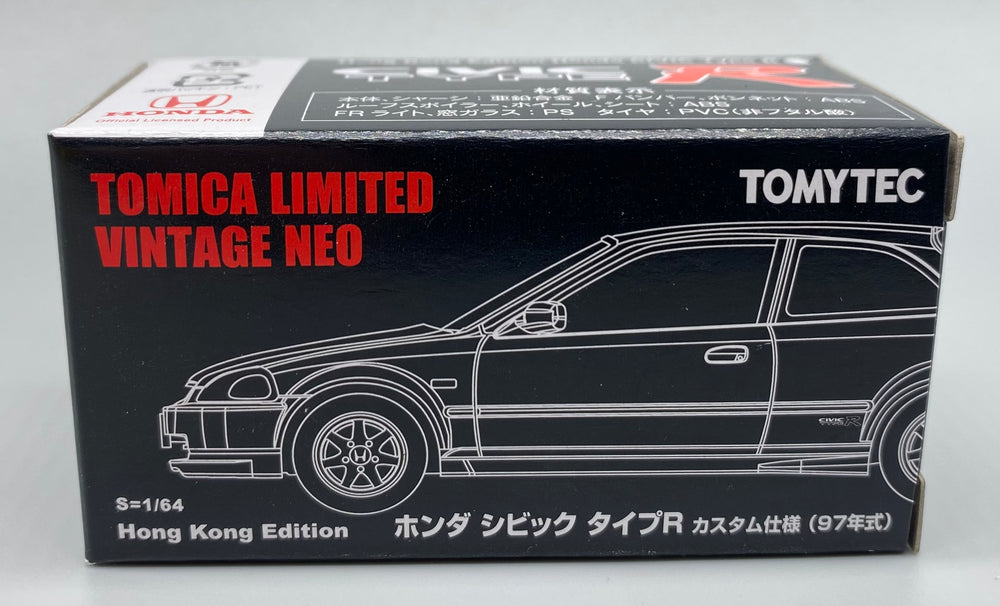 CIVIC R
HONDA
Official Licensed Product
材質表示
本体・シャーシ:亜鉛合金 F／Rバンパー・ボンネット:ABS
ルーフスポイラー・ホイール・シート:ABS
FR ライト、窓ガラス:PS タイヤ:PVC(非フタル酸)
TOMICA LIMITED
VINTAGE NEO
TOMYTEC
CIVIC
TYPE R
S=1/64
Hong Kong Edition
ホンダ シビック タイプR カスタム仕様 (97年式)